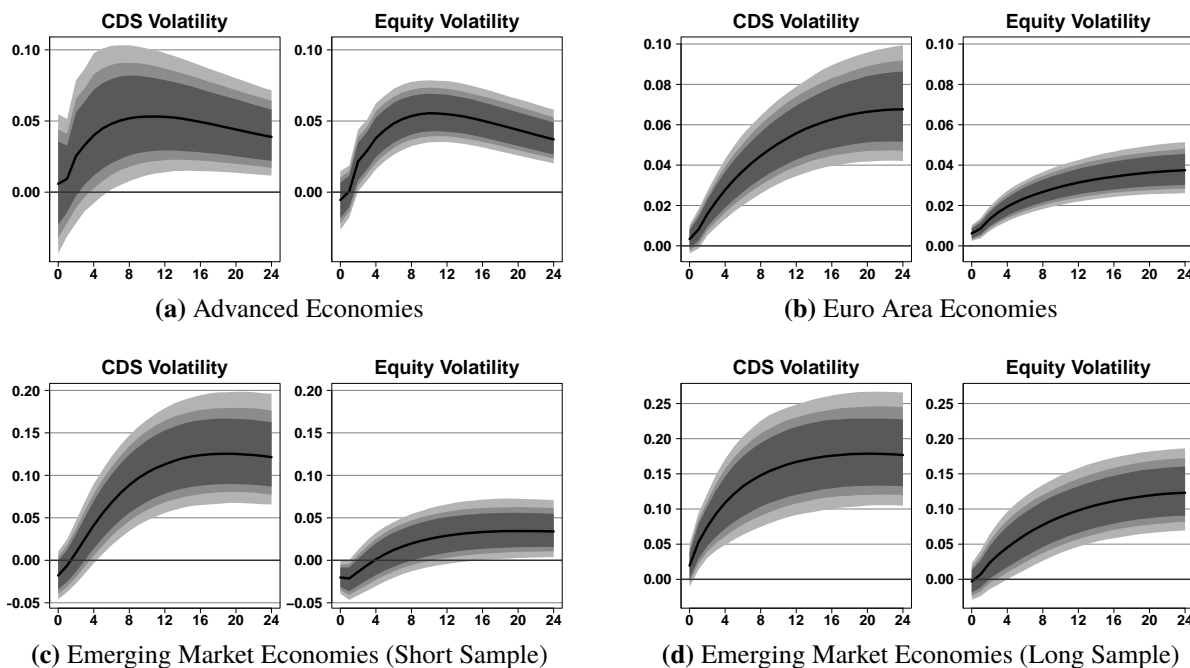 CDS Volatility
Equity Volatility
0.10
0.05
0.00
0 4 8 12 16 20 24
0.10
0.05
0.00
0 4 8 12 16 20 24
(a) Advanced Economies
CDS Volatility
Equity Volatility
0.10
0.08
0.06
0.04
0.02
0.00
0 4 8 12 16 20 24
0.10
0.08
0.06
0.04
0.02
0.00
0 4 8 12 16 20 24
(b) Euro Area Economies
CDS Volatility
Equity Volatility
0.20
0.15
0.10
0.05
0.00
−0.05
0 4 8 12 16 20 24
0.20
0.15
0.10
0.05
0.00
−0.05
0 4 8 12 16 20 24
(c) Emerging Market Economies (Short Sample)
CDS Volatility
Equity Volatility
0.25
0.20
0.15
0.10
0.05
0.00
0 4 8 12 16 20 24
0.25
0.20
0.15
0.10
0.05
0.00
0 4 8 12 16 20 24
(d) Emerging Market Economies (Long Sample)